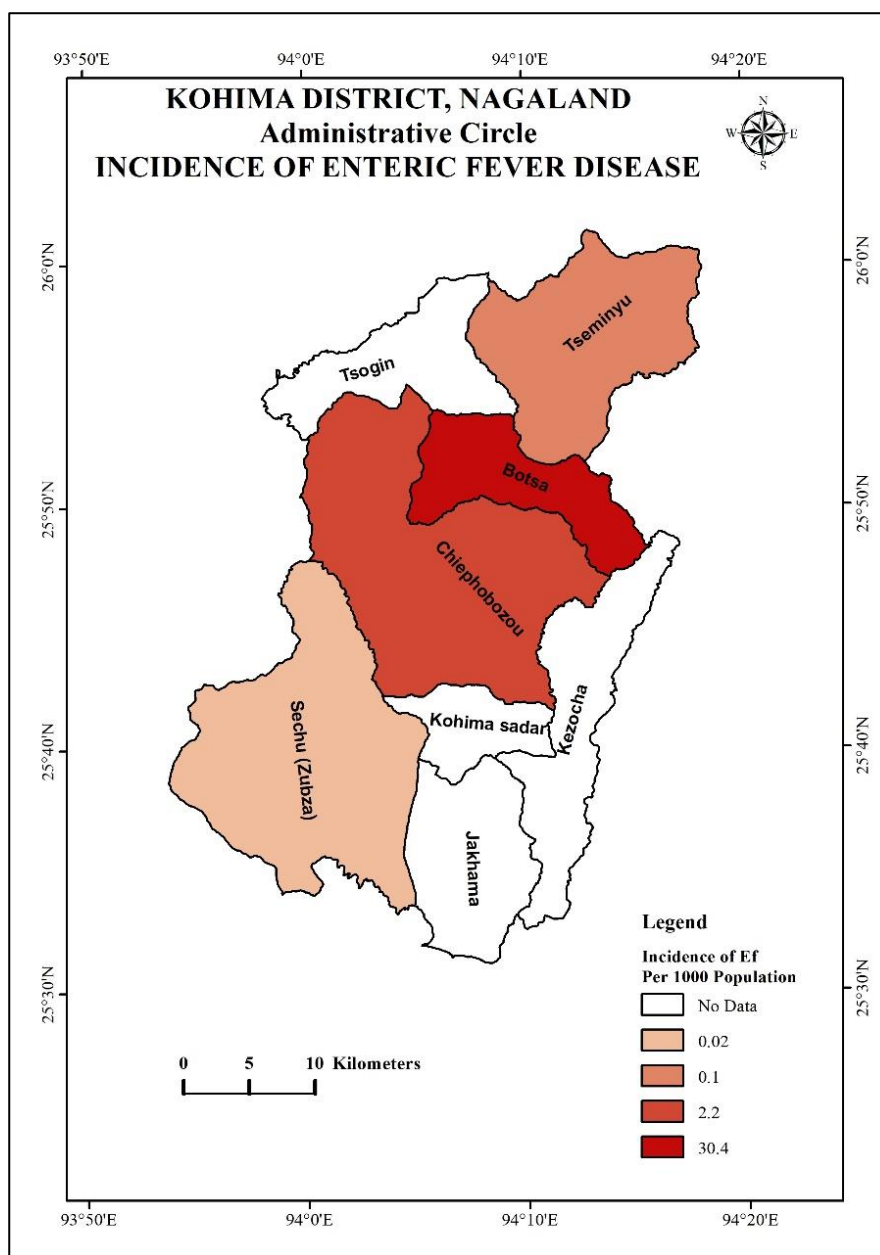 93°50'E 94°0'E 94°10'E 94°20'E
KOHIMA DISTRICT, NAGALAND
Administrative Circle
INCIDENCE OF ENTERIC FEVER DISEASE
N
W E
S
26°0'N 26°0'N
Tseminyu
Tsogin
Botsa
25°50'N 25°50'N
Chiephobozou
Kezocha
Kohima sadar
Sechu (Zubza)
25°40'N 25°40'N
Jakhama
Legend
Incidence of Ef
Per 1000 Population
No Data
0.02
0.1
2.2
30.4
25°30'N 25°30'N
0 5 10 Kilometers
93°50'E 94°0'E 94°10'E 94°20'E